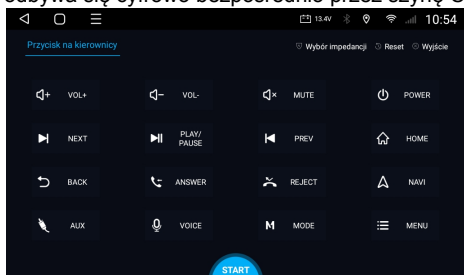 odbywa się cyfrowo bezpośrednio przez szynę
13.4V 10:54
Przycisk na kierownicy Wybór impedancji Reset Wyjście
VOL+ VOL- MUTE POWER
NEXT PLAY/PAUSE PREV HOME
BACK ANSWER REJECT NAVI
AUX VOICE M MODE MENU
START